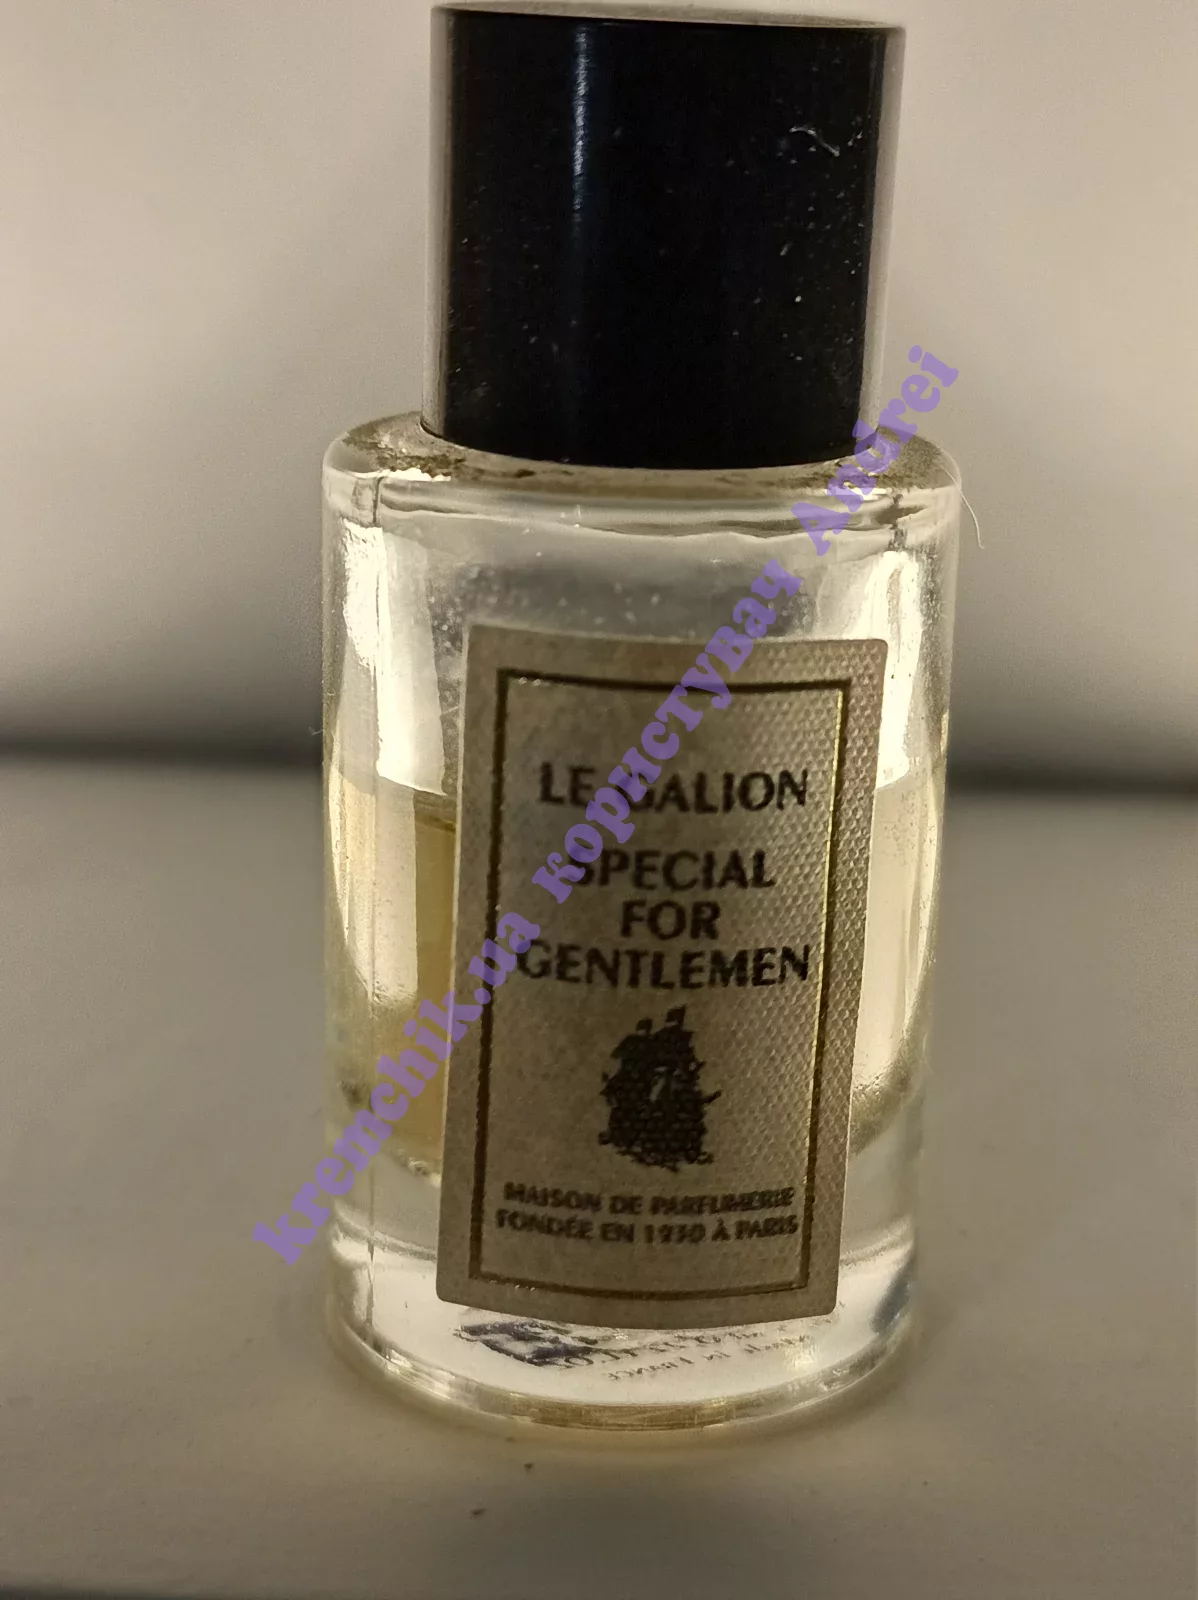 LE GALION
SPECIAL
FOR
GENTLEMEN
MAISON DE PARFUMERIE
FONDÉE EN 1930 À PARIS
kremchik.ua користувач Andrei